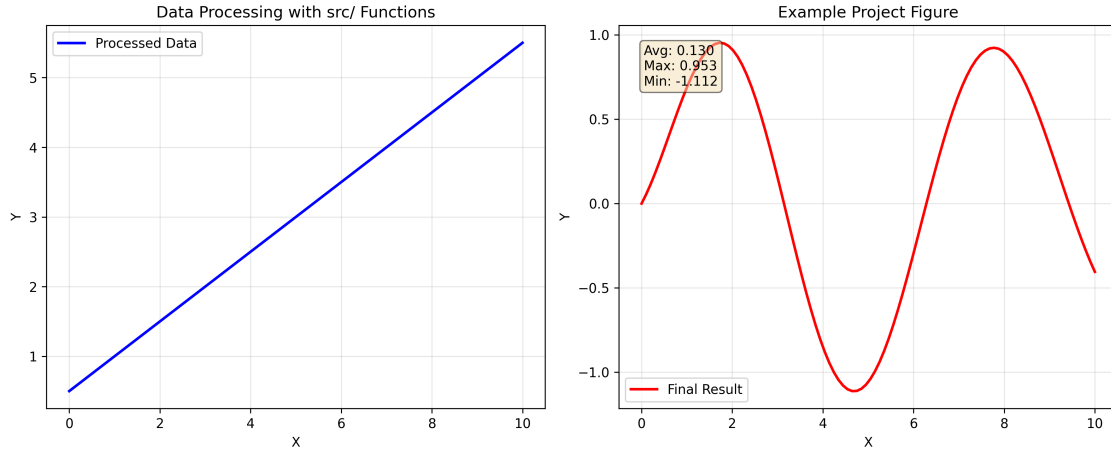 Data Processing with src/ Functions
Processed Data
Y
5
4
3
2
1
0
2
4
6
8
10
X
Example Project Figure
Avg: 0.130
Max: 0.953
Min: -1.112
Y
1.0
0.5
0.0
−0.5
−1.0
Final Result
0
2
4
6
8
10
X